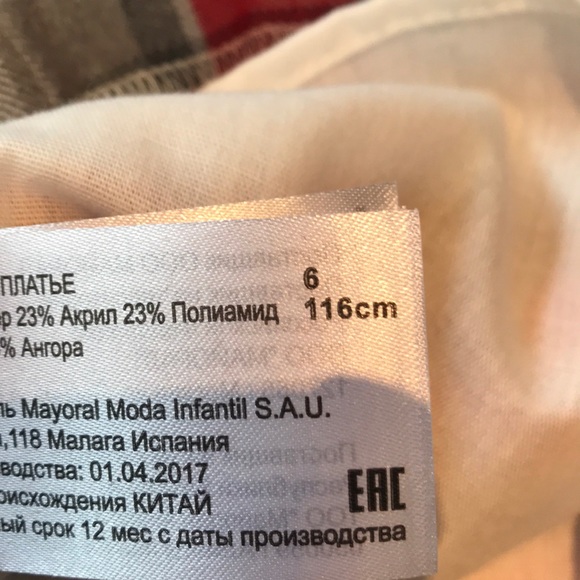 ПЛАТЬЕ 6
р 23% Акрил 23% Полиамид 116cm
% Ангора
ль Mayoral Moda Infantil S.A.U.
,118 Малага Испания
водства: 01.04.2017
оисхождения КИТАЙ EAC
ый срок 12 мес с даты производства